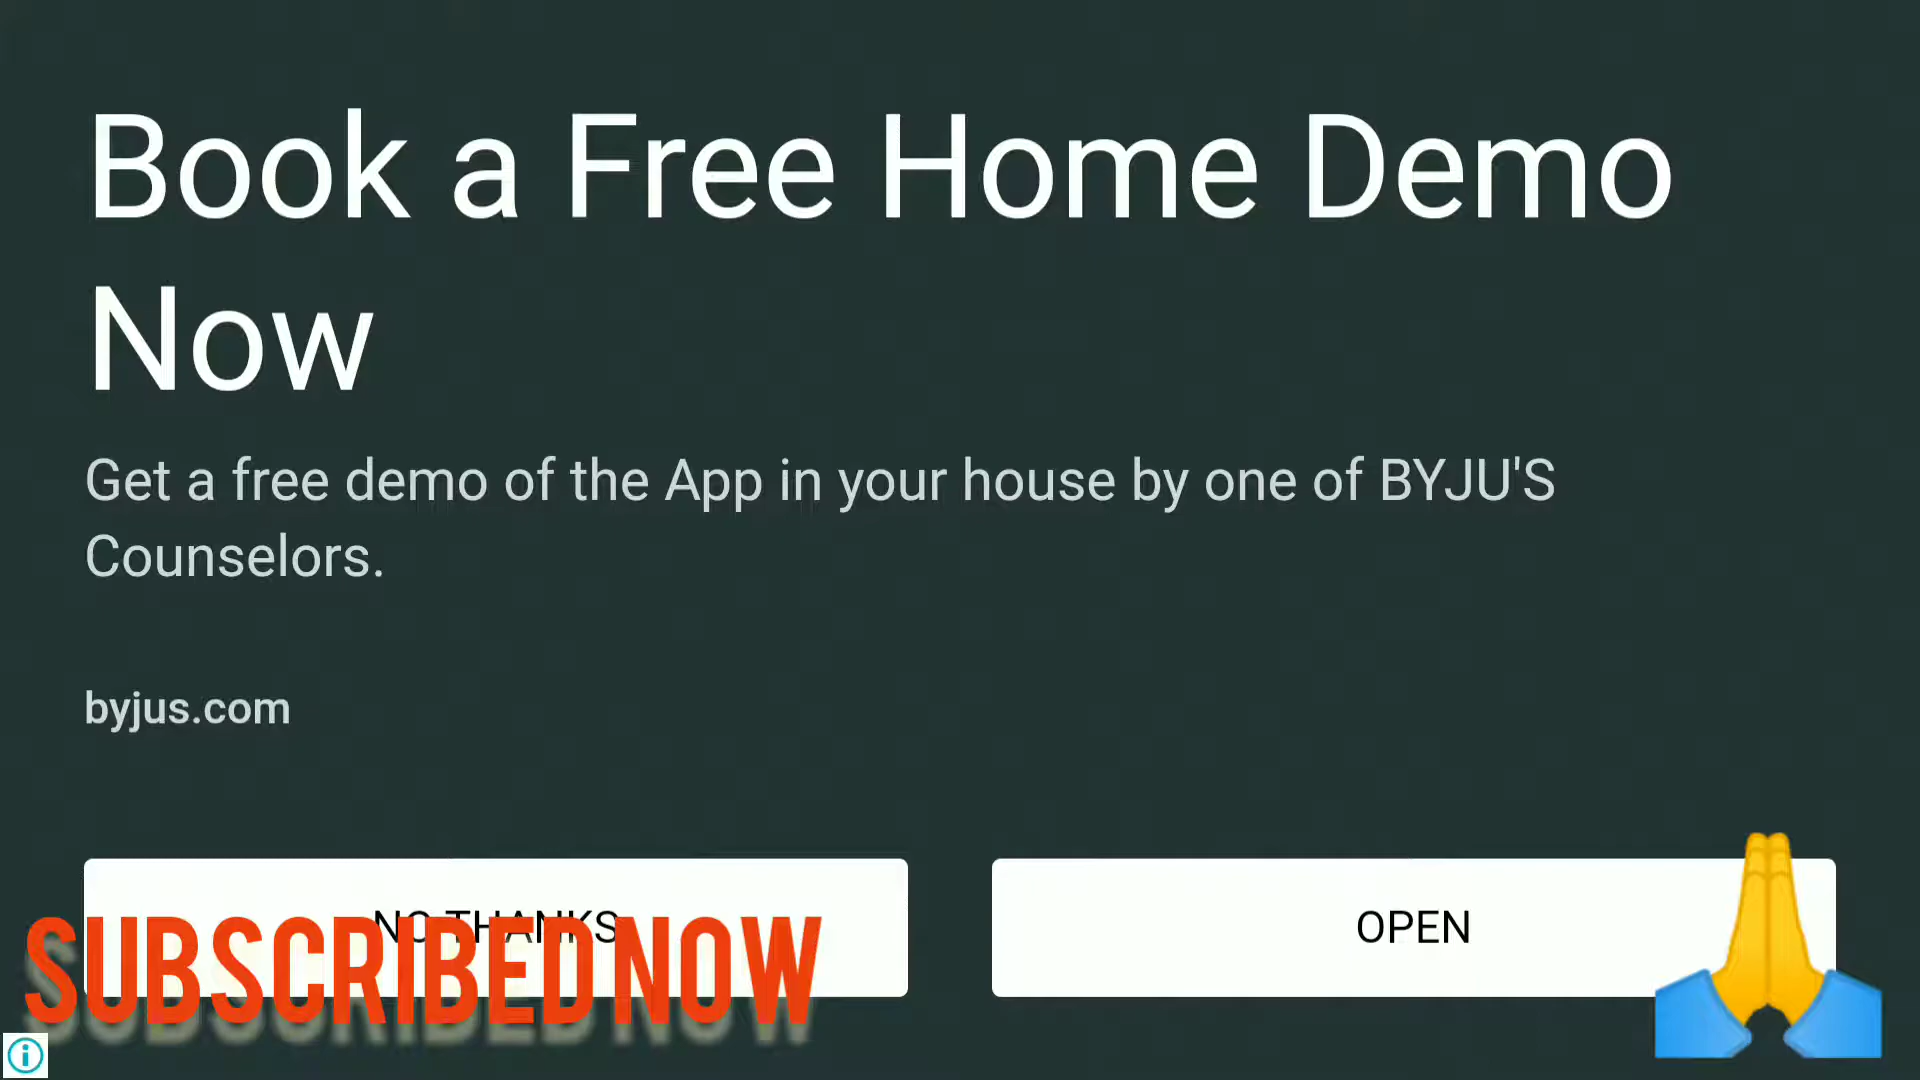 Book a Free Home Demo
Now
Get a free demo of the App in your house by one of BYJU'S
Counselors.
byjus.com
NO THANKS
OPEN
SUBSCRIBED NOW